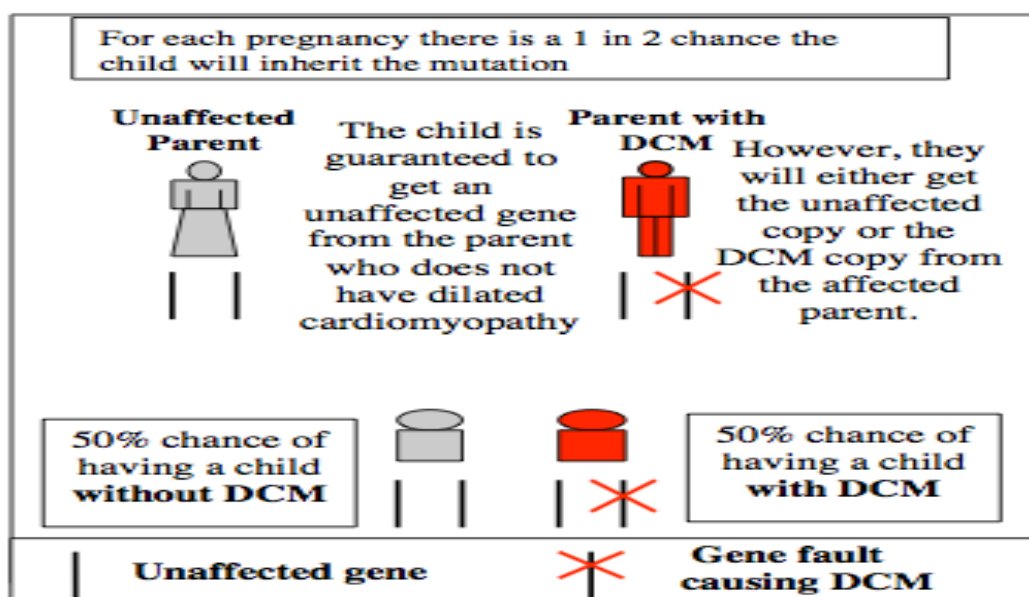 For each pregnancy there is a 1 in 2 chance the
child will inherit the mutation
Unaffected
Parent
The child is
guaranteed to
get an
unaffected gene
from the parent
who does not
have dilated
cardiomyopathy
Parent with
DCM
However, they
will either get
the unaffected
copy or the
DCM copy from
the affected
parent.
50% chance of
having a child
without DCM
50% chance of
having a child
with DCM
Unaffected gene
Gene fault
causing DCM